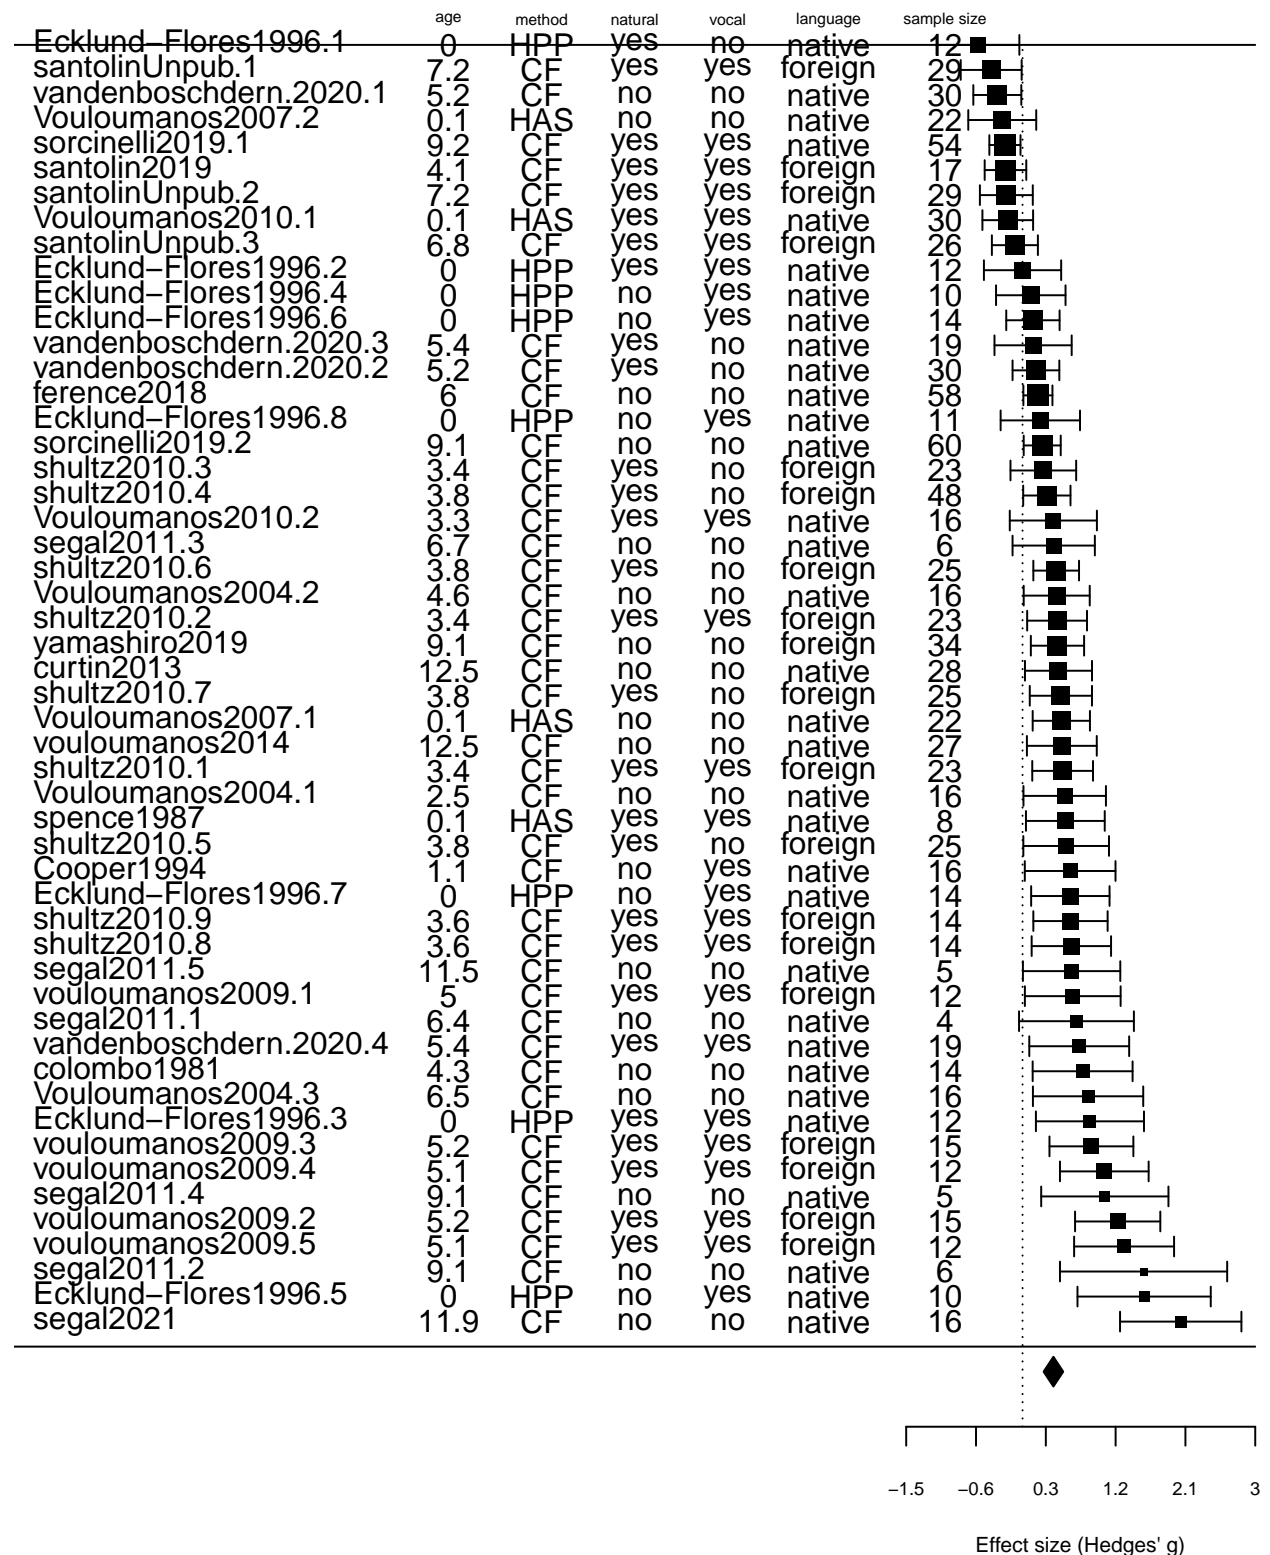 age method natural vocal language sample size
Ecklund−Flores1996.1 0 HPP yes no native 12
santolinUnpub.1 7.2 CF yes yes foreign 29
vandenboschdern.2020.1 5.2 CF no no native 30
Vouloumanos2007.2 0.1 HAS no no native 22
sorcinelli2019.1 9.2 CF yes yes native 54
santolin2019 4.1 CF yes yes foreign 17
santolinUnpub.2 7.2 CF yes yes foreign 29
Vouloumanos2010.1 0.1 HAS yes yes native 30
santolinUnpub.3 6.8 CF yes yes foreign 26
Ecklund−Flores1996.2 0 HPP yes yes native 12
Ecklund−Flores1996.4 0 HPP no yes native 10
Ecklund−Flores1996.6 0 HPP no yes native 14
vandenboschdern.2020.3 5.4 CF yes no native 19
vandenboschdern.2020.2 5.2 CF yes no native 30
ference2018 6 CF no no native 58
Ecklund−Flores1996.8 0 HPP no yes native 11
sorcinelli2019.2 9.1 CF no no native 60
shultz2010.3 3.4 CF yes no foreign 23
shultz2010.4 3.8 CF yes no foreign 48
Vouloumanos2010.2 3.3 CF yes yes native 16
segal2011.3 6.7 CF no no native 6
shultz2010.6 3.8 CF yes no foreign 25
Vouloumanos2004.2 4.6 CF no no native 16
shultz2010.2 3.4 CF yes yes foreign 23
yamashiro2019 9.1 CF no no foreign 34
curtin2013 12.5 CF no no native 28
shultz2010.7 3.8 CF yes no foreign 25
Vouloumanos2007.1 0.1 HAS no no native 22
vouloumanos2014 12.5 CF no no native 27
shultz2010.1 3.4 CF yes yes foreign 23
Vouloumanos2004.1 2.5 CF no no native 16
spence1987 0.1 HAS yes yes native 8
shultz2010.5 3.8 CF yes no foreign 25
Cooper1994 1.1 CF no yes native 16
Ecklund−Flores1996.7 0 HPP no yes native 14
shultz2010.9 3.6 CF yes yes foreign 14
shultz2010.8 3.6 CF yes yes foreign 14
segal2011.5 11.5 CF no no native 5
vouloumanos2009.1 5 CF yes yes foreign 12
segal2011.1 6.4 CF no no native 4
vandenboschdern.2020.4 5.4 CF yes yes native 19
colombo1981 4.3 CF no no native 14
Vouloumanos2004.3 6.5 CF no no native 16
Ecklund−Flores1996.3 0 HPP yes yes native 12
vouloumanos2009.3 5.2 CF yes yes foreign 15
vouloumanos2009.4 5.1 CF yes yes foreign 12
segal2011.4 9.1 CF no no native 5
vouloumanos2009.2 5.2 CF yes yes foreign 15
vouloumanos2009.5 5.1 CF yes yes foreign 12
segal2011.2 9.1 CF no no native 6
Ecklund−Flores1996.5 0 HPP no yes native 10
segal2021 11.9 CF no no native 16
−1.5 −0.6 0.3 1.2 2.1 3
Effect size (Hedges' g)